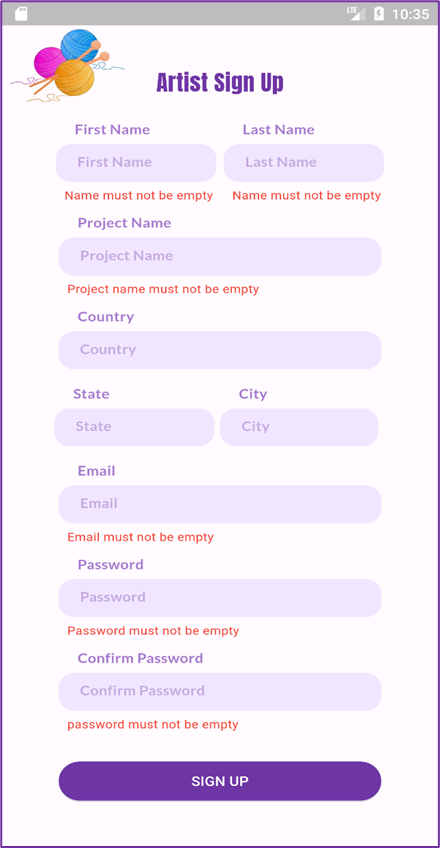 LTE 10:35
Artist Sign Up
First Name Last Name
First Name Last Name
Name must not be empty Name must not be empty
Project Name
Project Name
Project name must not be empty
Country
Country
State City
State City
Email
Email
Email must not be empty
Password
Password
Password must not be empty
Confirm Password
Confirm Password
password must not be empty
SIGN UP